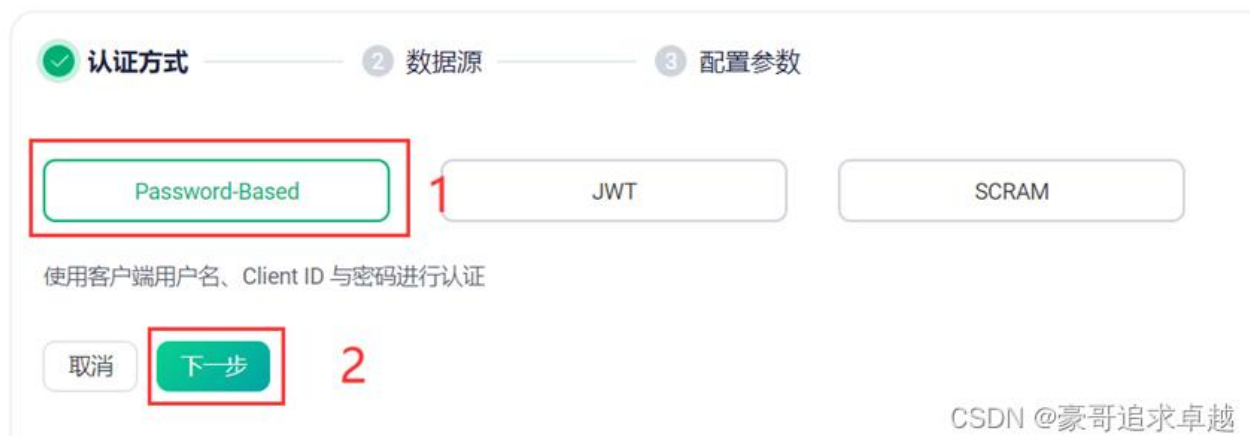 认证方式 2 数据源 3 配置参数
Password-Based 1 JWT SCRAM
使用客户端用户名、Client ID 与密码进行认证
取消 下一步 2
CSDN @豪哥追求卓越